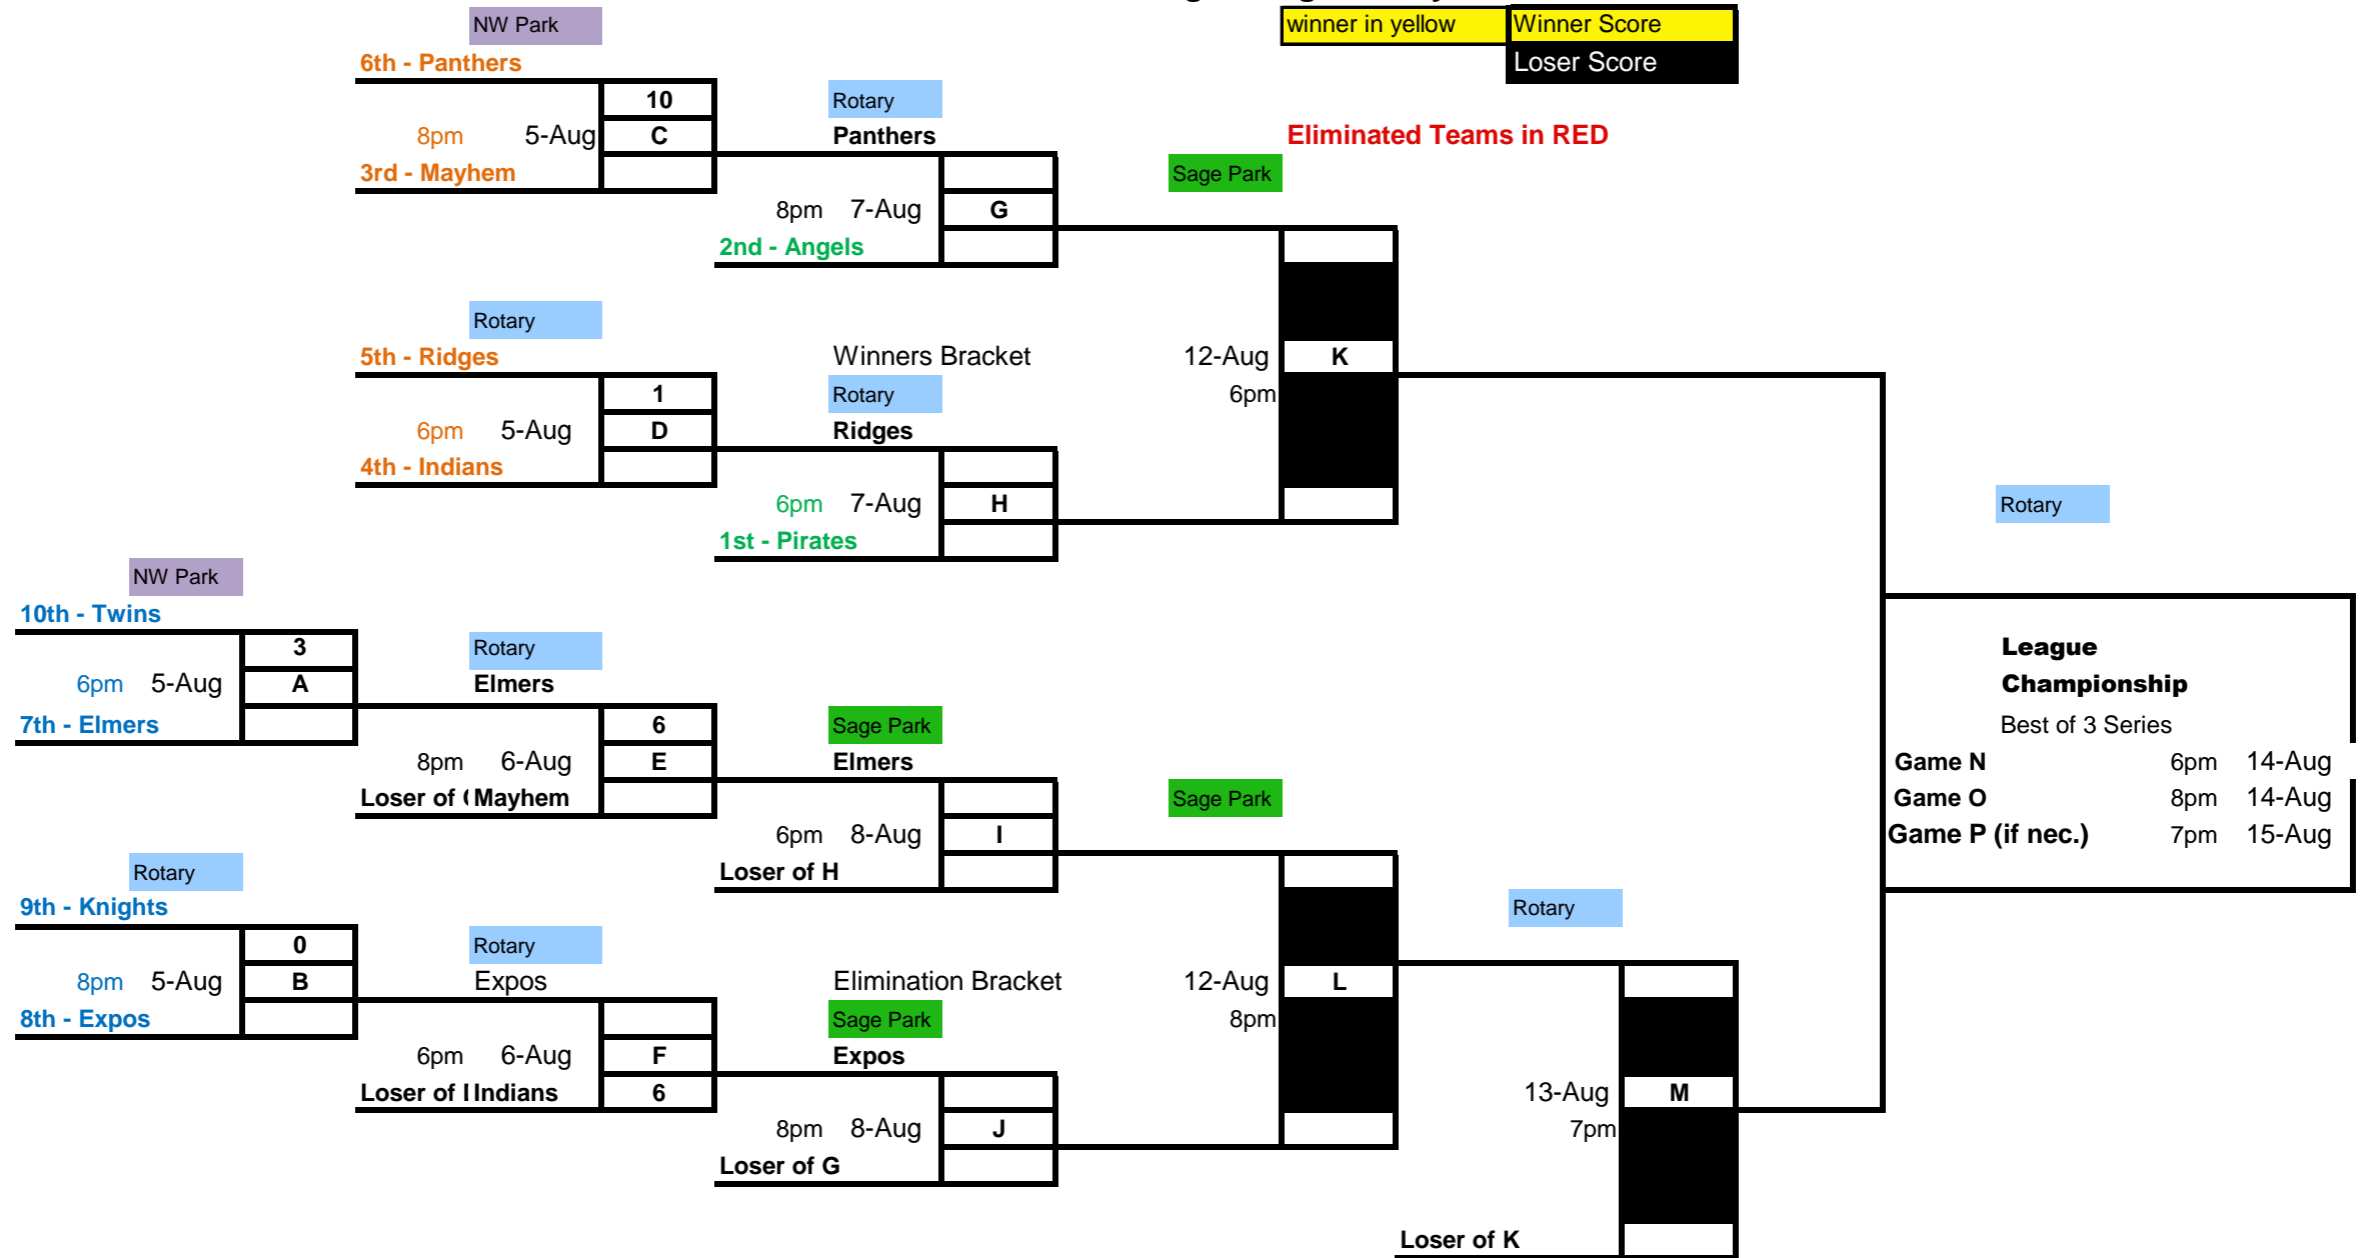 NW Park
winner in yellow Winner Score
6th - Panthers
Loser Score
10
Rotary
8pm 5-Aug C
Panthers
Eliminated Teams in RED
3rd - Mayhem
Sage Park
8pm 7-Aug G
2nd - Angels
Rotary
5th - Ridges
Winners Bracket
12-Aug K
1
Rotary
6pm
6pm 5-Aug D
Ridges
4th - Indians
6pm 7-Aug H
Rotary
1st - Pirates
NW Park
10th - Twins
3
Rotary
League
6pm 5-Aug A
Elmers
Championship
7th - Elmers
6
Sage Park
Best of 3 Series
8pm 6-Aug E
Elmers
Game N 6pm 14-Aug
Loser of Mayhem
Sage Park
Game O 8pm 14-Aug
6pm 8-Aug I
Game P (if nec.) 7pm 15-Aug
Rotary
Loser of H
9th - Knights
Rotary
0
Rotary
8pm 5-Aug B
Expos
Elimination Bracket
12-Aug L
8th - Expos
Sage Park
8pm
6pm 6-Aug F
Expos
Loser of Indians
6
13-Aug M
8pm 8-Aug J
7pm
Loser of G
Loser of K